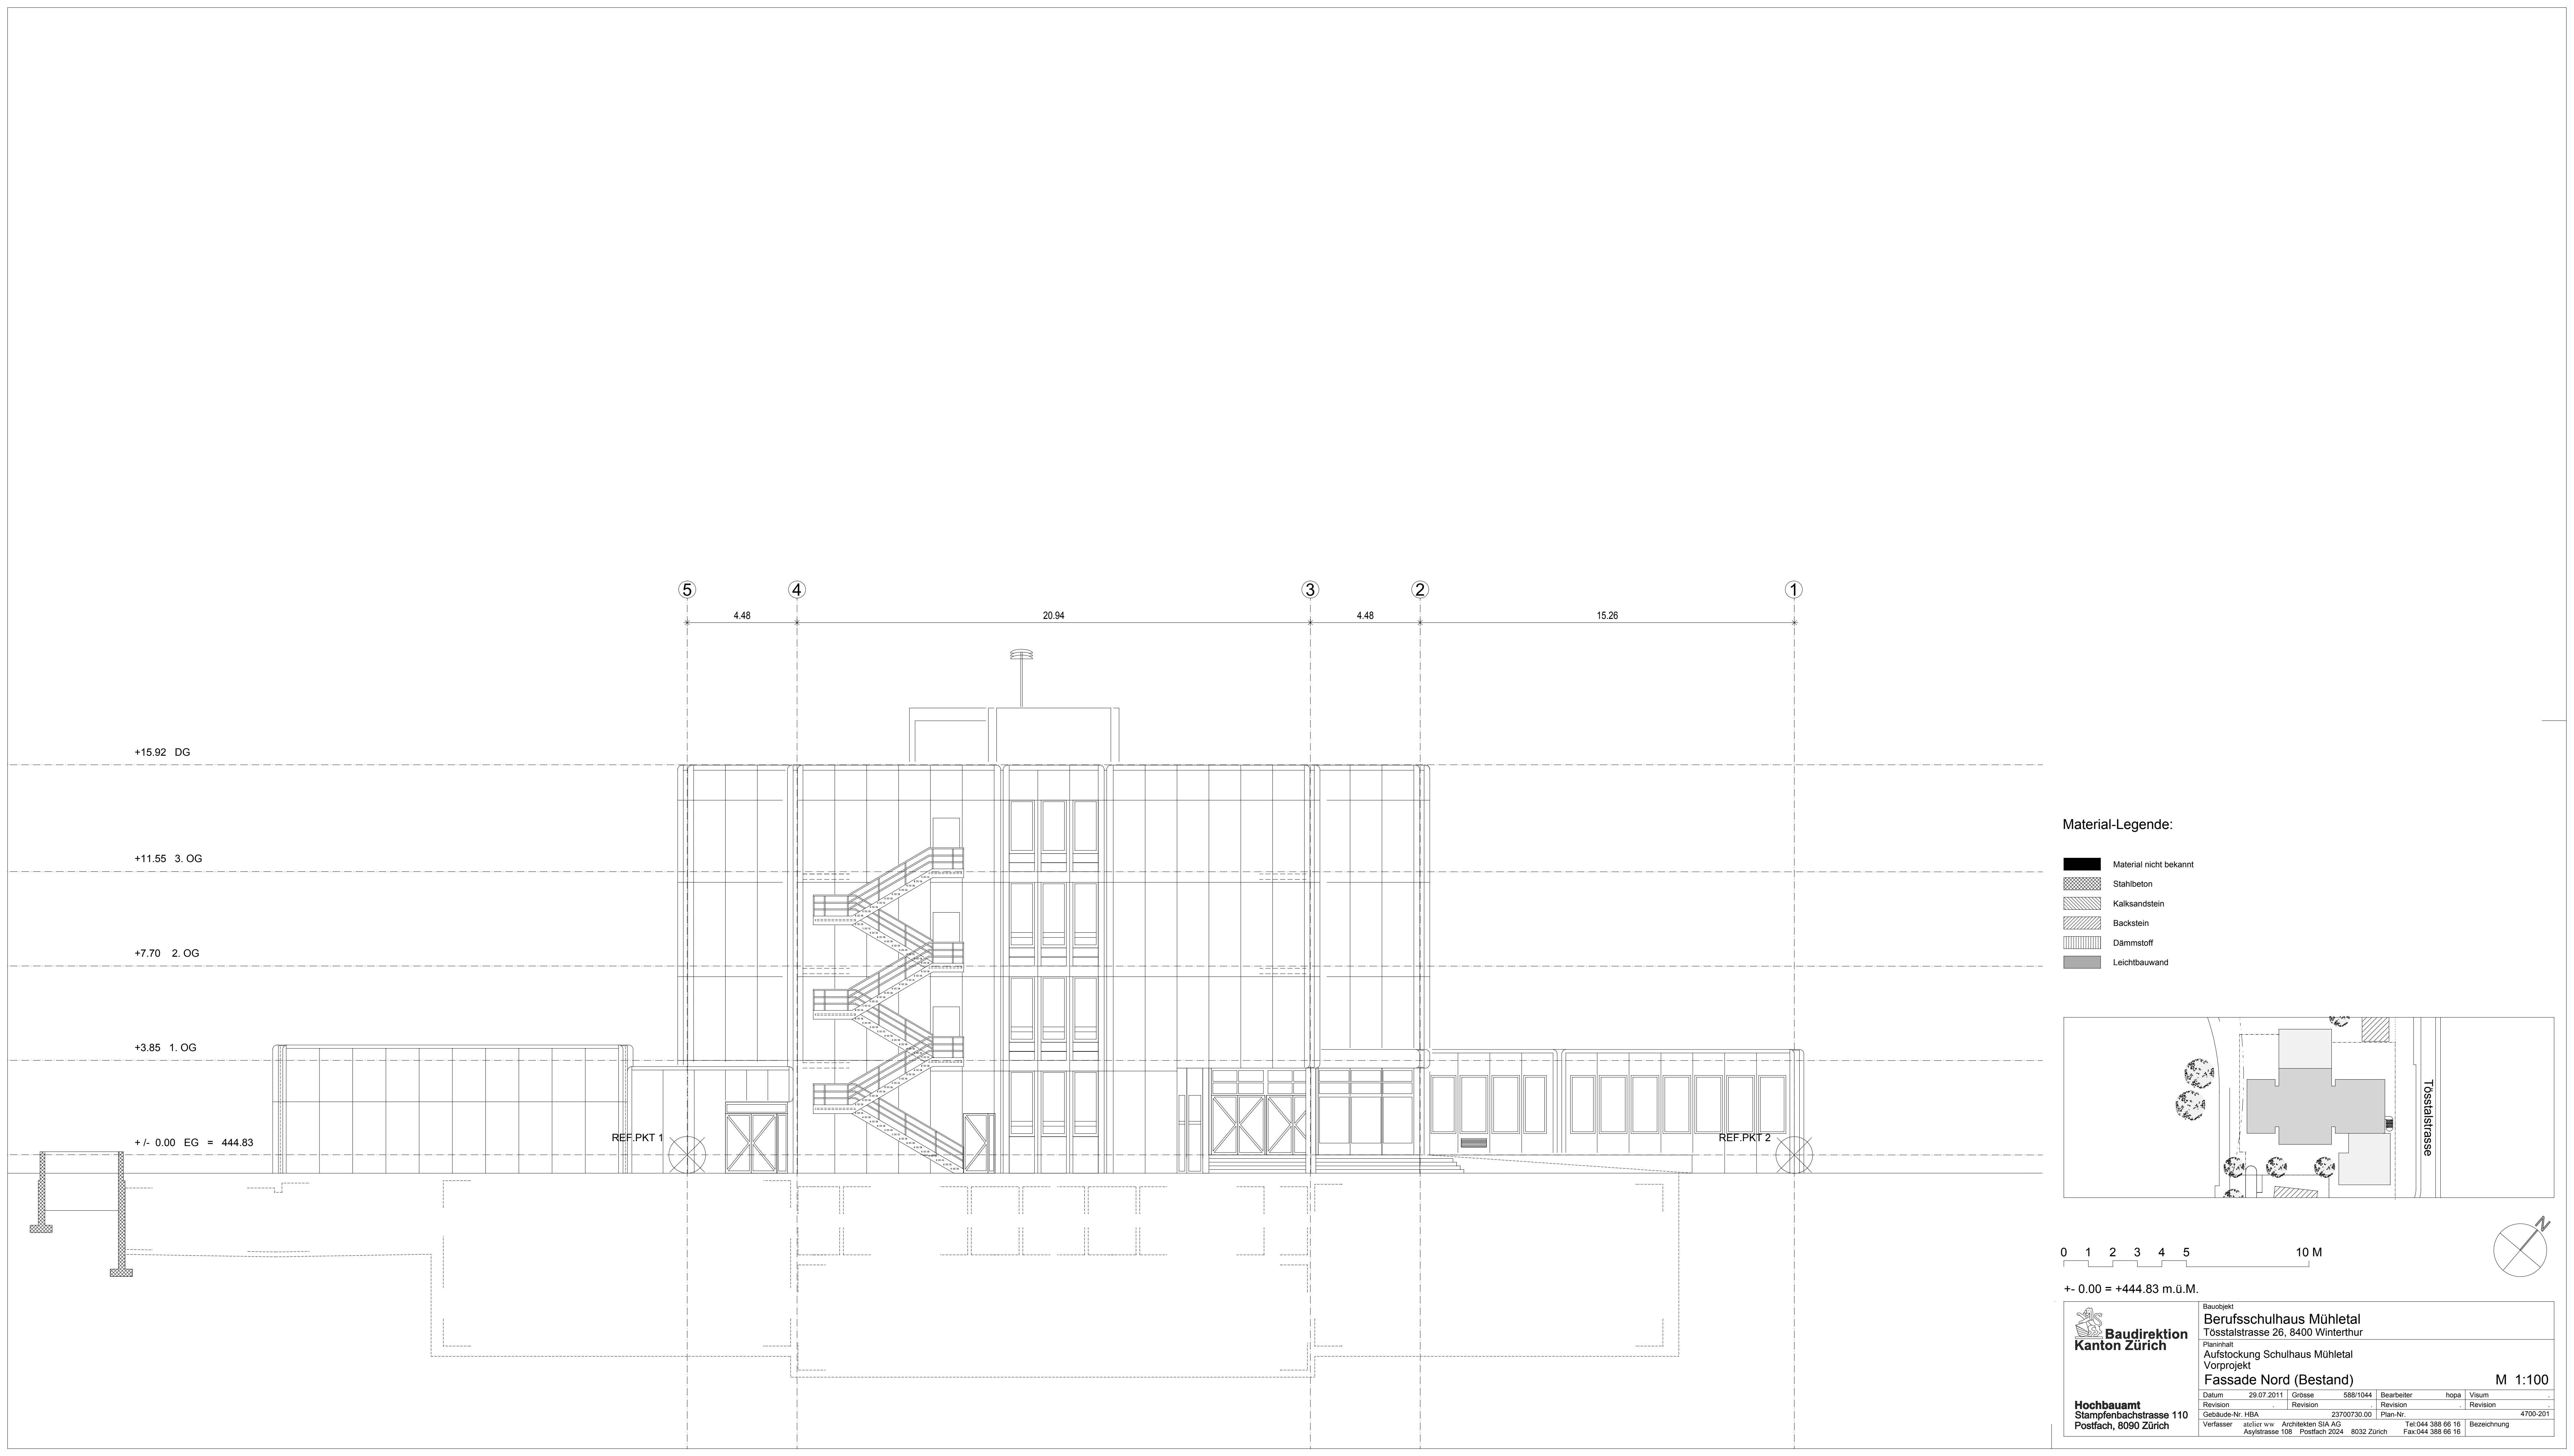 5 4 3 2 1
4.48 20.94 4.48 15.26
+15.92 DG
+11.55 3. OG
+7.70 2. OG
+3.85 1. OG
+ /- 0.00 EG = 444.83
REF.PKT 1
REF.PKT 2
Material-Legende:
Material nicht bekannt
Stahlbeton
Kalksandstein
Backstein
Dämmstoff
Leichtbauwand
Tösstalstrasse
N
0 1 2 3 4 5 10 M
+- 0.00 = +444.83 m.ü.M.
Baudirektion
Kanton Zürich
Hochbauamt
Stampfenbachstrasse 110
Postfach, 8090 Zürich
Bauobjekt
Berufsschulhaus Mühletal
Tösstalstrasse 26, 8400 Winterthur
Planinhalt
Aufstockung Schulhaus Mühletal
Vorprojekt
Fassade Nord (Bestand) M 1:100
Datum 29.07.2011 Grösse 588/1044 Bearbeiter hopa Visum .
Revision . Revision . Revision . Revision .
Gebäude-Nr. HBA 23700730.00 Plan-Nr. 4700-201
Verfasser atelier ww Architekten SIA AG Tel:044 388 66 16 Bezeichnung
Asylstrasse 108 Postfach 2024 8032 Zürich Fax:044 388 66 16